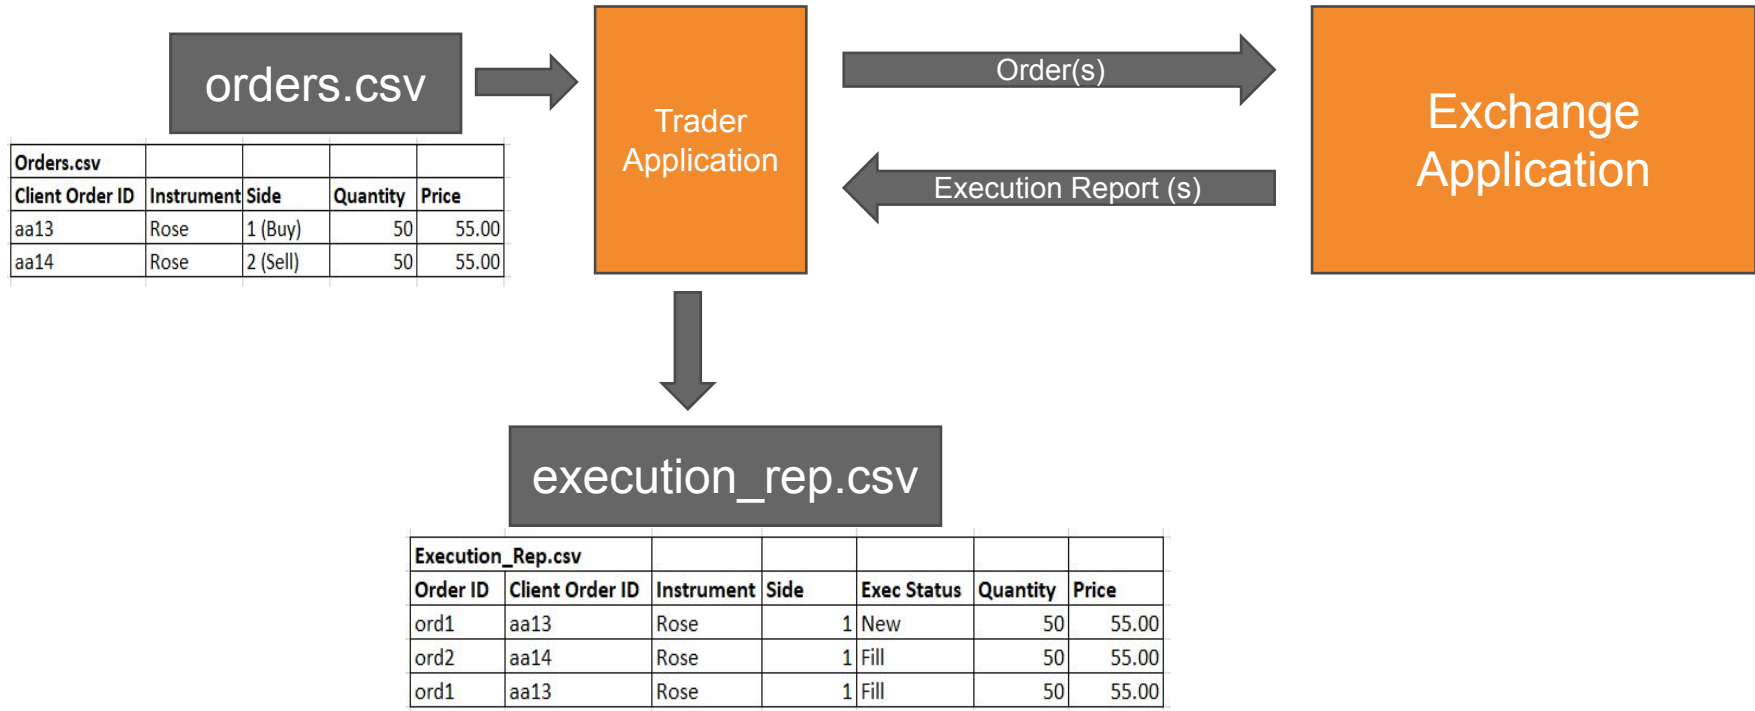 orders.csv
Orders.csv
Client Order ID Instrument Side Quantity Price
aa13 Rose 1 (Buy) 50 55.00
aa14 Rose 2 (Sell) 50 55.00
Trader
Application
Order(s)
Execution Report (s)
Exchange
Application
execution_rep.csv
Execution_Rep.csv
Order ID Client Order ID Instrument Side Exec Status Quantity Price
ord1 aa13 Rose 1 New 50 55.00
ord2 aa14 Rose 1 Fill 50 55.00
ord1 aa13 Rose 1 Fill 50 55.00